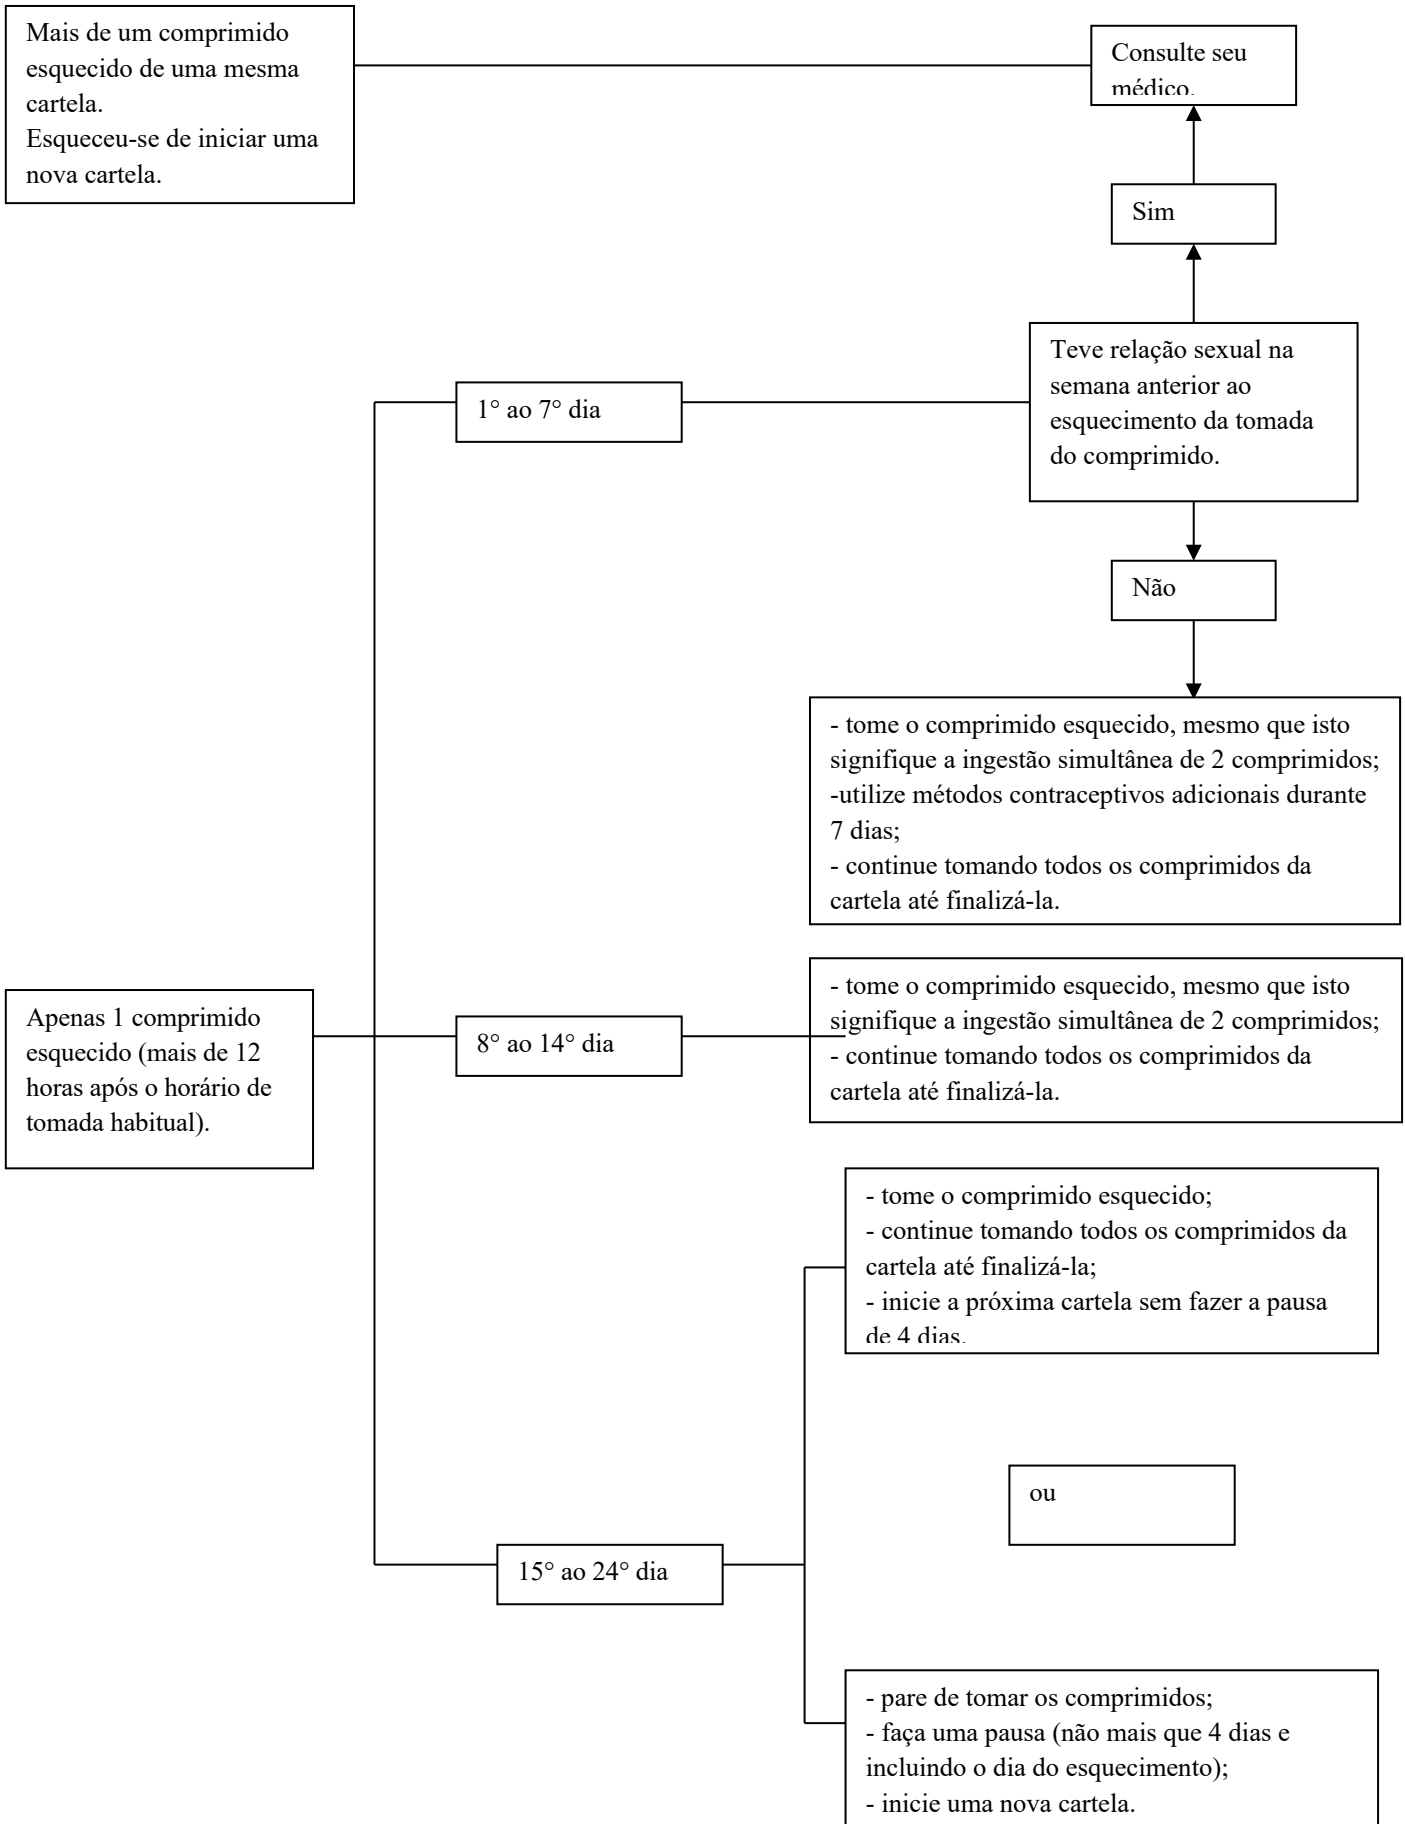 Mais de um comprimido
esquecido de uma mesma
cartela.
Esqueceu-se de iniciar uma
nova cartela.
Consulte seu
médico.
Sim
Teve relação sexual na
semana anterior ao
esquecimento da tomada
do comprimido.
1° ao 7° dia
Não
- tome o comprimido esquecido, mesmo que isto
signifique a ingestão simultânea de 2 comprimidos;
-utilize métodos contraceptivos adicionais durante
7 dias;
- continue tomando todos os comprimidos da
cartela até finalizá-la.
Apenas 1 comprimido
esquecido (mais de 12
horas após o horário de
tomada habitual).
8° ao 14° dia
- tome o comprimido esquecido, mesmo que isto
signifique a ingestão simultânea de 2 comprimidos;
- continue tomando todos os comprimidos da
cartela até finalizá-la.
- tome o comprimido esquecido;
- continue tomando todos os comprimidos da
cartela até finalizá-la;
- inicie a próxima cartela sem fazer a pausa
de 4 dias.
ou
15° ao 24° dia
- pare de tomar os comprimidos;
- faça uma pausa (não mais que 4 dias e
incluindo o dia do esquecimento);
- inicie uma nova cartela.